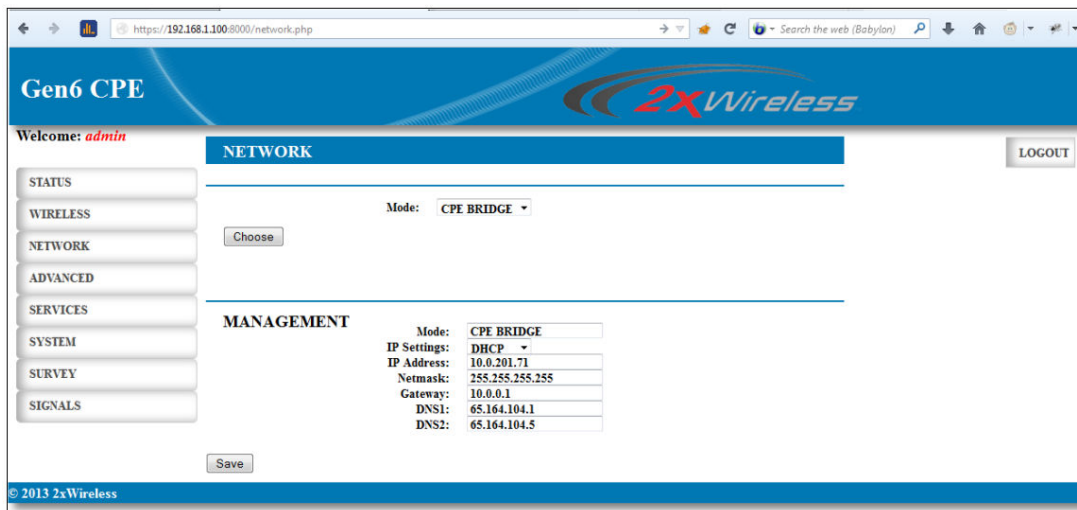 https://192.168.1.100:8000/network.php
Search the web (Babylon)
Gen6 CPE
2xWireless
Welcome: admin
NETWORK
LOGOUT
STATUS
WIRELESS
NETWORK
ADVANCED
SERVICES
SYSTEM
SURVEY
SIGNALS
Mode: CPE BRIDGE
Choose
MANAGEMENT
Mode: CPE BRIDGE
IP Settings: DHCP
IP Address: 10.0.201.71
Netmask: 255.255.255.255
Gateway: 10.0.0.1
DNS1: 65.164.104.1
DNS2: 65.164.104.5
Save
© 2013 2xWireless